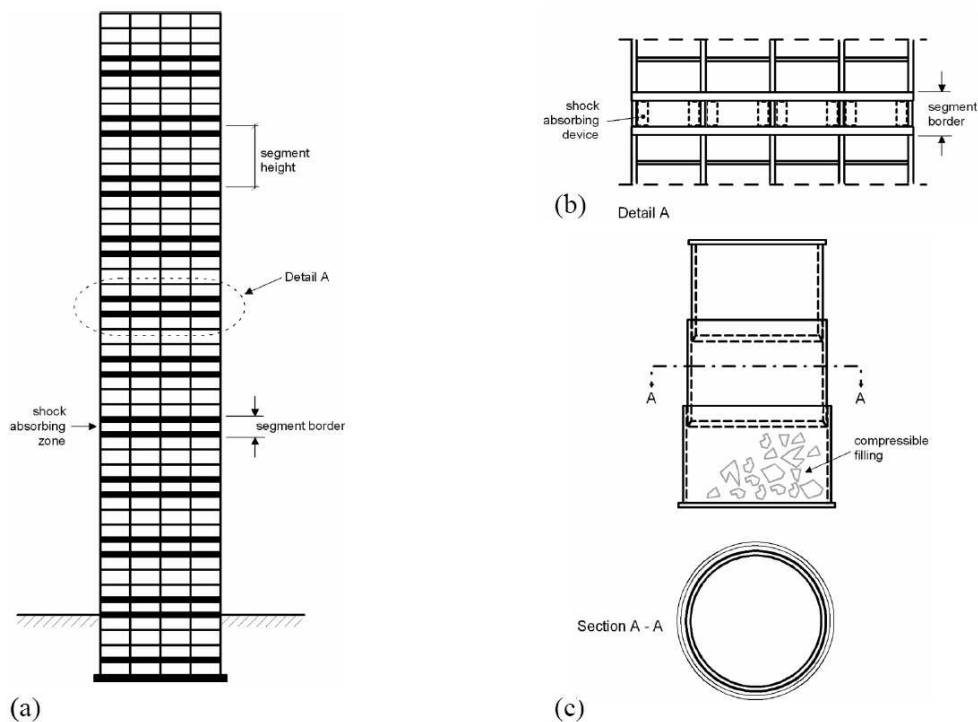 segment
height
Detail A
shock
absorbing
zone
segment border
(a)
shock
absorbing
device
segment
border
(b)
Detail A
A
A
compressible
filling
Section A - A
(c)